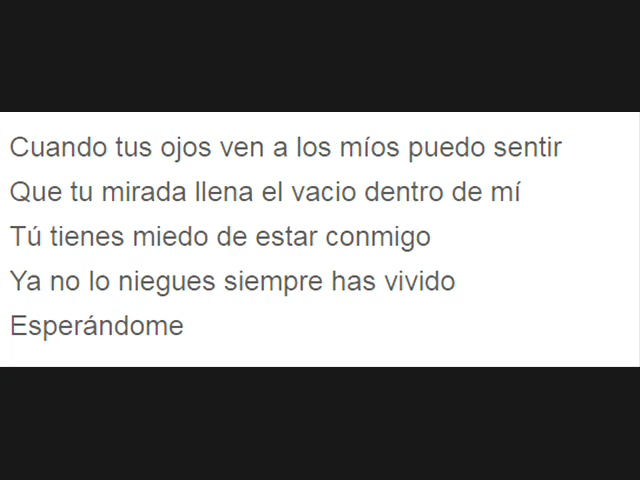 Cuando tus ojos ven a los míos puedo sentir
Que tu mirada llena el vacio dentro de mí
Tú tienes miedo de estar conmigo
Ya no lo niegues siempre has vivido
Esperándome